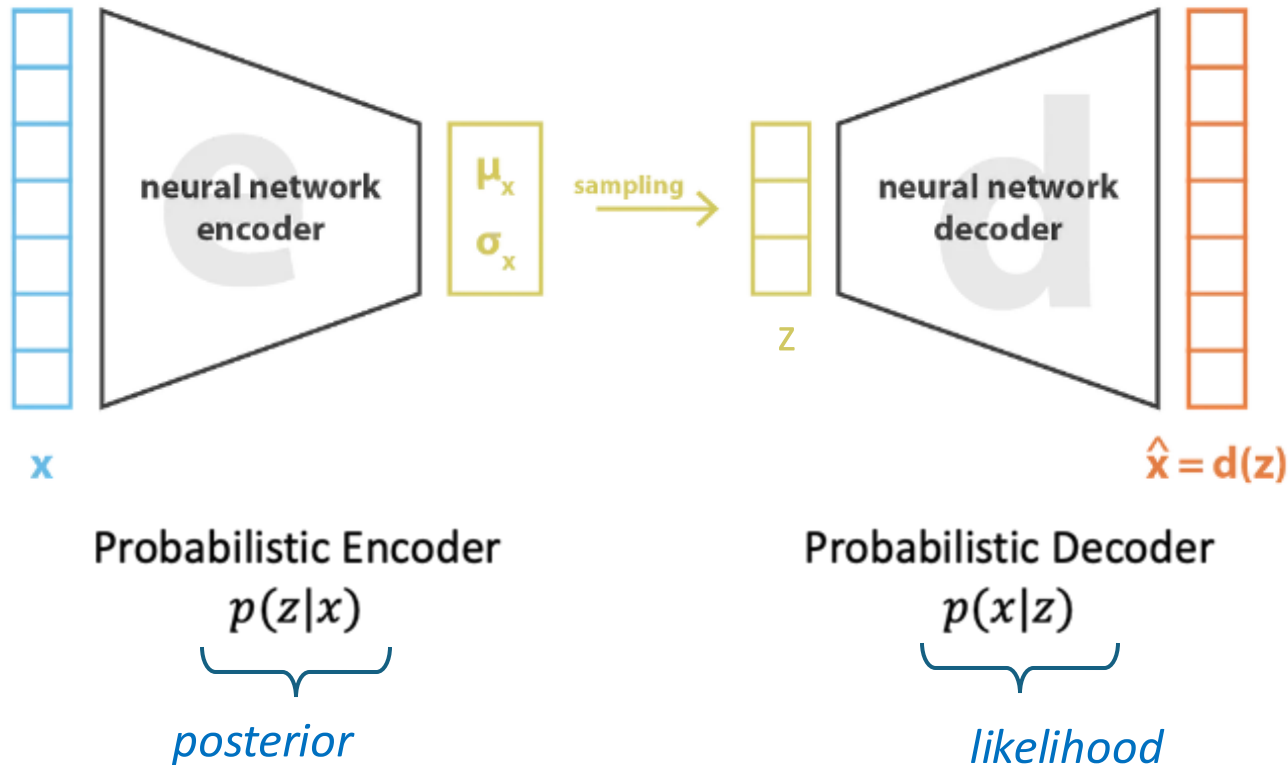 e
neural network
encoder
μx
σx
sampling
z
d
neural network
decoder
x
x̂ = d(z)
Probabilistic Encoder
p(z|x)
posterior
Probabilistic Decoder
p(x|z)
likelihood